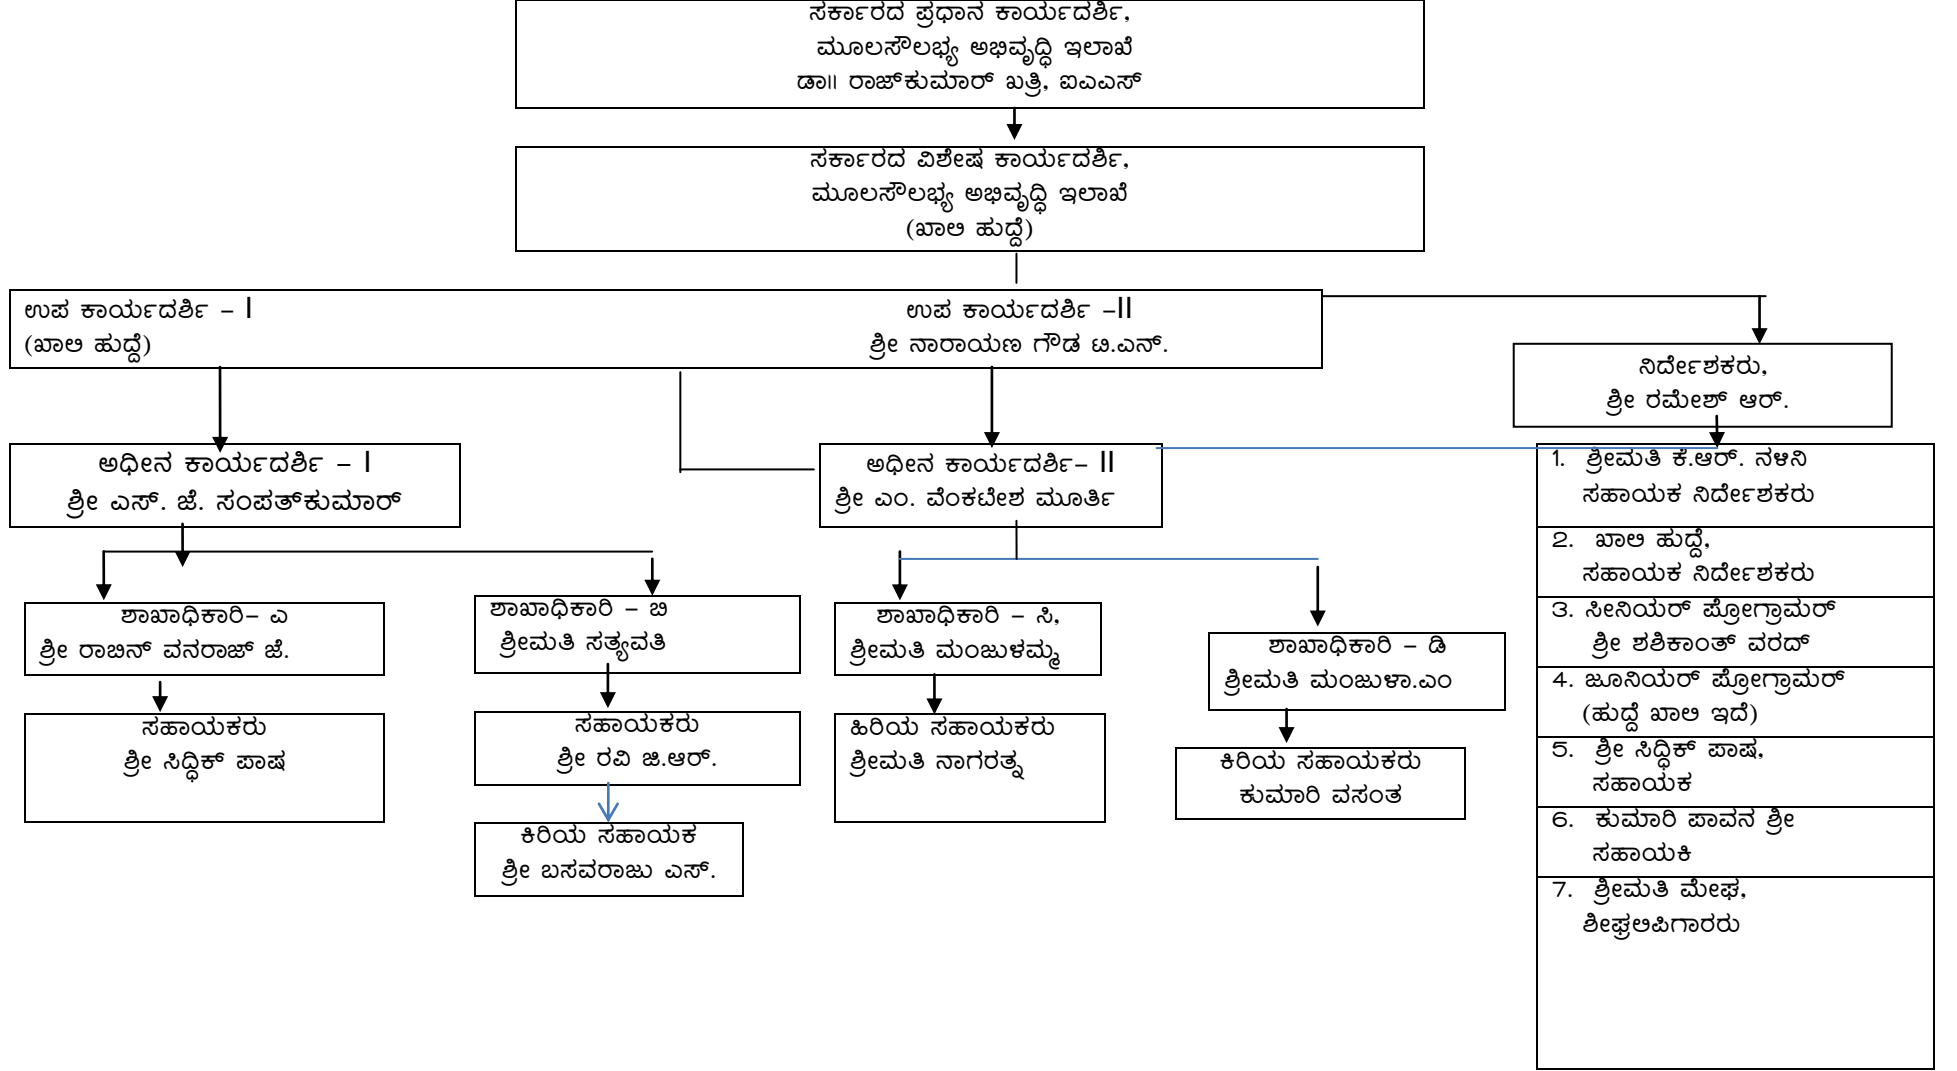 ಸರ್ಕಾರದ ಪ್ರಧಾನ ಕಾರ್ಯದರ್ಶಿ,
ಮೂಲಸೌಲಭ್ಯ ಅಭಿವೃದ್ಧಿ ಇಲಾಖೆ
ಡಾ॥ ರಾಜ್‌ಕುಮಾರ್ ಖತ್ರಿ, ಐಎಎಸ್
ಸರ್ಕಾರದ ವಿಶೇಷ ಕಾರ್ಯದರ್ಶಿ,
ಮೂಲಸೌಲಭ್ಯ ಅಭಿವೃದ್ಧಿ ಇಲಾಖೆ
(ಖಾಲಿ ಹುದ್ದೆ)
ಉಪ ಕಾರ್ಯದರ್ಶಿ – I
(ಖಾಲಿ ಹುದ್ದೆ)
ಉಪ ಕಾರ್ಯದರ್ಶಿ –II
ಶ್ರೀ ನಾರಾಯಣ ಗೌಡ ಟಿ.ಎನ್.
ನಿರ್ದೇಶಕರು,
ಶ್ರೀ ರಮೇಶ್ ಆರ್.
ಅಧೀನ ಕಾರ್ಯದರ್ಶಿ – I
ಶ್ರೀ ಎಸ್. ಜೆ. ಸಂಪತ್‌ಕುಮಾರ್
ಅಧೀನ ಕಾರ್ಯದರ್ಶಿ– II
ಶ್ರೀ ಎಂ. ವೆಂಕಟೇಶ ಮೂರ್ತಿ
ಶಾಖಾಧಿಕಾರಿ– ಎ
ಶ್ರೀ ರಾಬಿನ್ ವನರಾಜ್ ಜೆ.
ಶಾಖಾಧಿಕಾರಿ – ಬಿ
ಶ್ರೀಮತಿ ಸತ್ಯವತಿ
ಶಾಖಾಧಿಕಾರಿ – ಸಿ,
ಶ್ರೀಮತಿ ಮಂಜುಳಮ್ಮ
ಶಾಖಾಧಿಕಾರಿ – ಡಿ
ಶ್ರೀಮತಿ ಮಂಜುಳಾ.ಎಂ
ಸಹಾಯಕರು
ಶ್ರೀ ಸಿದ್ಧಿಕ್ ಪಾಷ
ಸಹಾಯಕರು
ಶ್ರೀ ರವಿ ಜಿ.ಆರ್.
ಹಿರಿಯ ಸಹಾಯಕರು
ಶ್ರೀಮತಿ ನಾಗರತ್ನ
ಕಿರಿಯ ಸಹಾಯಕರು
ಕುಮಾರಿ ವಸಂತ
ಕಿರಿಯ ಸಹಾಯಕ
ಶ್ರೀ ಬಸವರಾಜು ಎಸ್.
1. ಶ್ರೀಮತಿ ಕೆ.ಆರ್. ನಳಿನಿ
ಸಹಾಯಕ ನಿರ್ದೇಶಕರು
2. ಖಾಲಿ ಹುದ್ದೆ,
ಸಹಾಯಕ ನಿರ್ದೇಶಕರು
3. ಸೀನಿಯರ್ ಪ್ರೋಗ್ರಾಮರ್
ಶ್ರೀ ಶಶಿಕಾಂತ್ ವರದ್
4. ಜೂನಿಯರ್ ಪ್ರೋಗ್ರಾಮರ್
(ಹುದ್ದೆ ಖಾಲಿ ಇದೆ)
5. ಶ್ರೀ ಸಿದ್ಧಿಕ್ ಪಾಷ,
ಸಹಾಯಕ
6. ಕುಮಾರಿ ಪಾವನ ಶ್ರೀ
ಸಹಾಯಕಿ
7. ಶ್ರೀಮತಿ ಮೇಘ,
ಶೀಘ್ರಲಿಪಿಗಾರರು